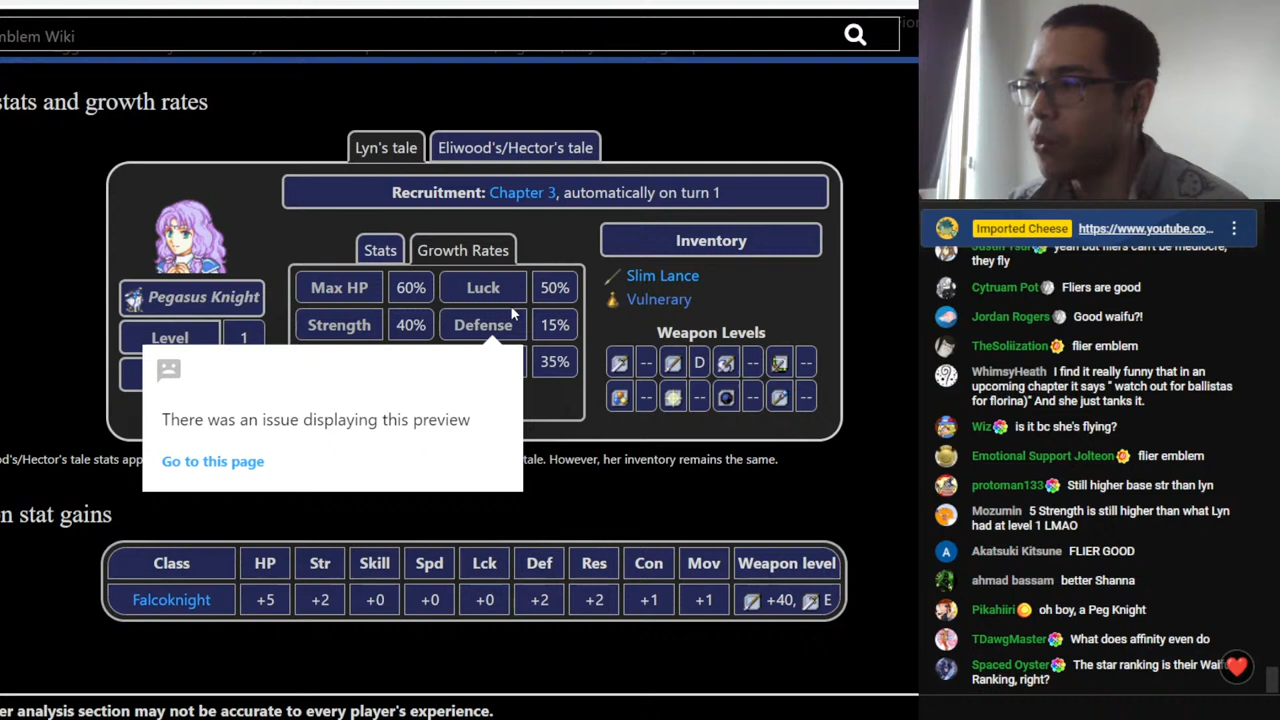 mblem Wiki
stats and growth rates
Lyn's tale
Eliwood's/Hector's tale
Recruitment: Chapter 3, automatically on turn 1
Pegasus Knight
Level 1
Stats
Growth Rates
Max HP 60% Luck 50%
Strength 40% Defense 15%
35%
Inventory
Slim Lance
Vulnerary
Weapon Levels
-- D -- --
-- -- -- --
There was an issue displaying this preview
Go to this page
d's/Hector's tale stats app
tale. However, her inventory remains the same.
n stat gains
Class HP Str Skill Spd Lck Def Res Con Mov Weapon level
Falcoknight +5 +2 +0 +0 +0 +2 +2 +1 +1 +40, E
er analysis section may not be accurate to every player's experience.
Imported Cheese https://www.youtube.co...
yeah but fliers can't be mediocre,
they fly
Cytruam Pot Fliers are good
Jordan Rogers Good waifu?!
TheSoliization flier emblem
WhimsyHeath I find it really funny that in an
upcoming chapter it says " watch out for ballistas
for florina)" And she just tanks it.
Wiz is it bc she's flying?
Emotional Support Jolteon flier emblem
protoman133 Still higher base str than lyn
Mozumin 5 Strength is still higher than what Lyn
had at level 1 LMAO
A Akatsuki Kitsune FLIER GOOD
ahmad bassam better Shanna
Pikahiiri oh boy, a Peg Knight
TDawgMaster What does affinity even do
Spaced Oyster The star ranking is their Waif
Ranking, right?